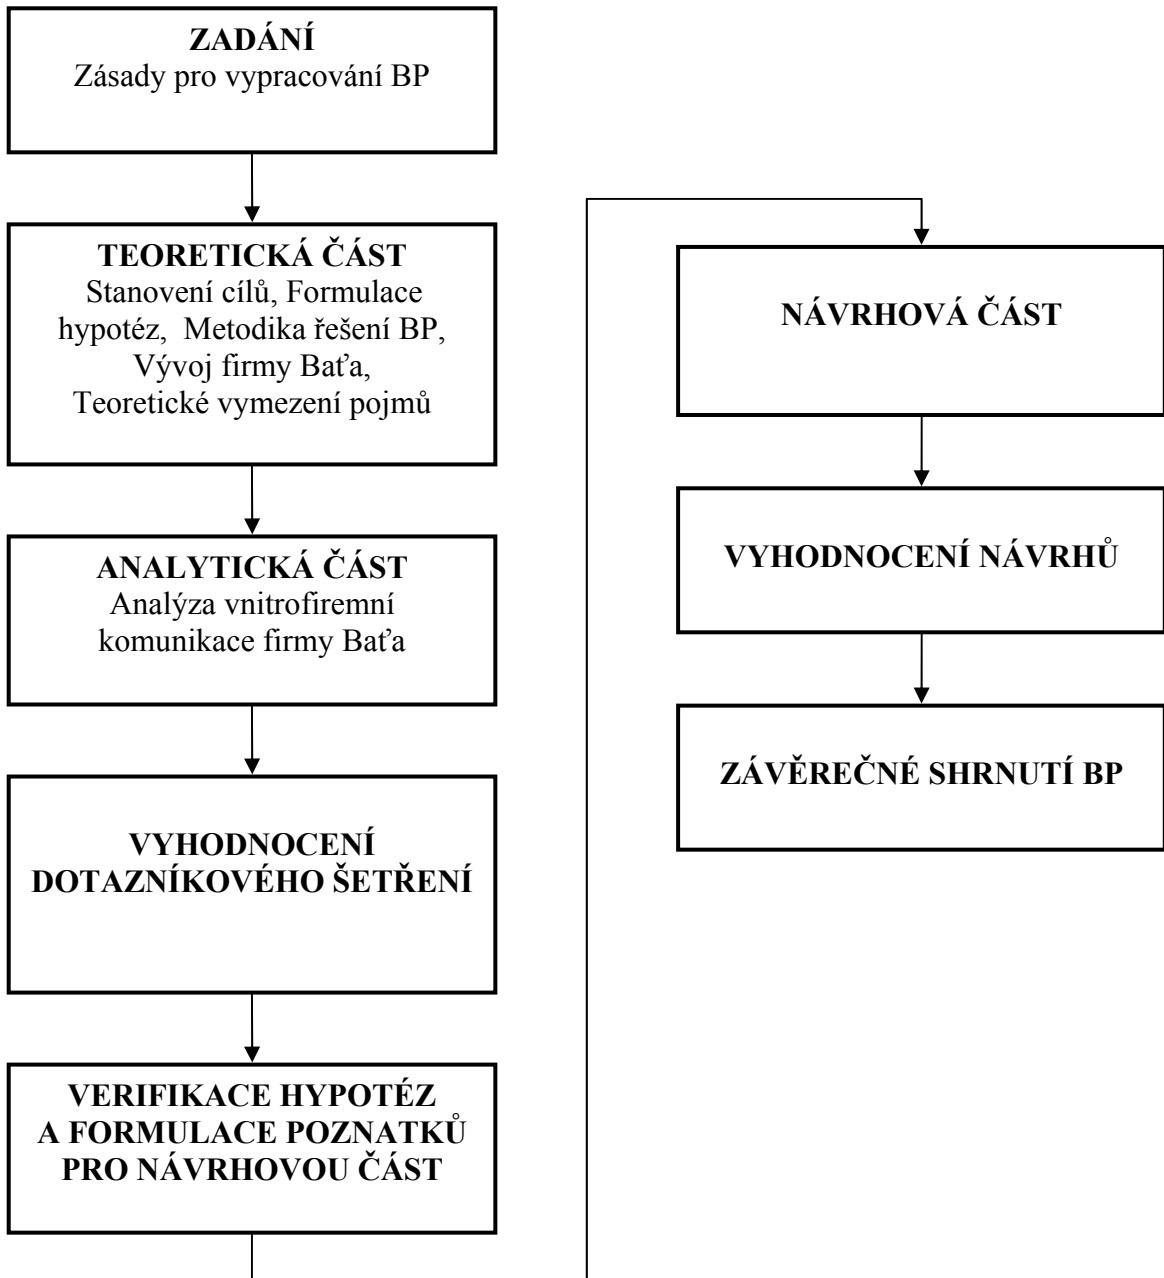 ZADÁNÍ
Zásady pro vypracování BP
TEORETICKÁ ČÁST
Stanovení cílů, Formulace
hypotéz, Metodika řešení BP,
Vývoj firmy Baťa,
Teoretické vymezení pojmů
ANALYTICKÁ ČÁST
Analýza vnitrofiremní
komunikace firmy Baťa
VYHODNOCENÍ
DOTAZNÍKOVÉHO ŠETŘENÍ
VERIFIKACE HYPOTÉZ
A FORMULACE POZNATKŮ
PRO NÁVRHOVOU ČÁST
NÁVRHOVÁ ČÁST
VYHODNOCENÍ NÁVRHŮ
ZÁVĚREČNÉ SHRNUTÍ BP